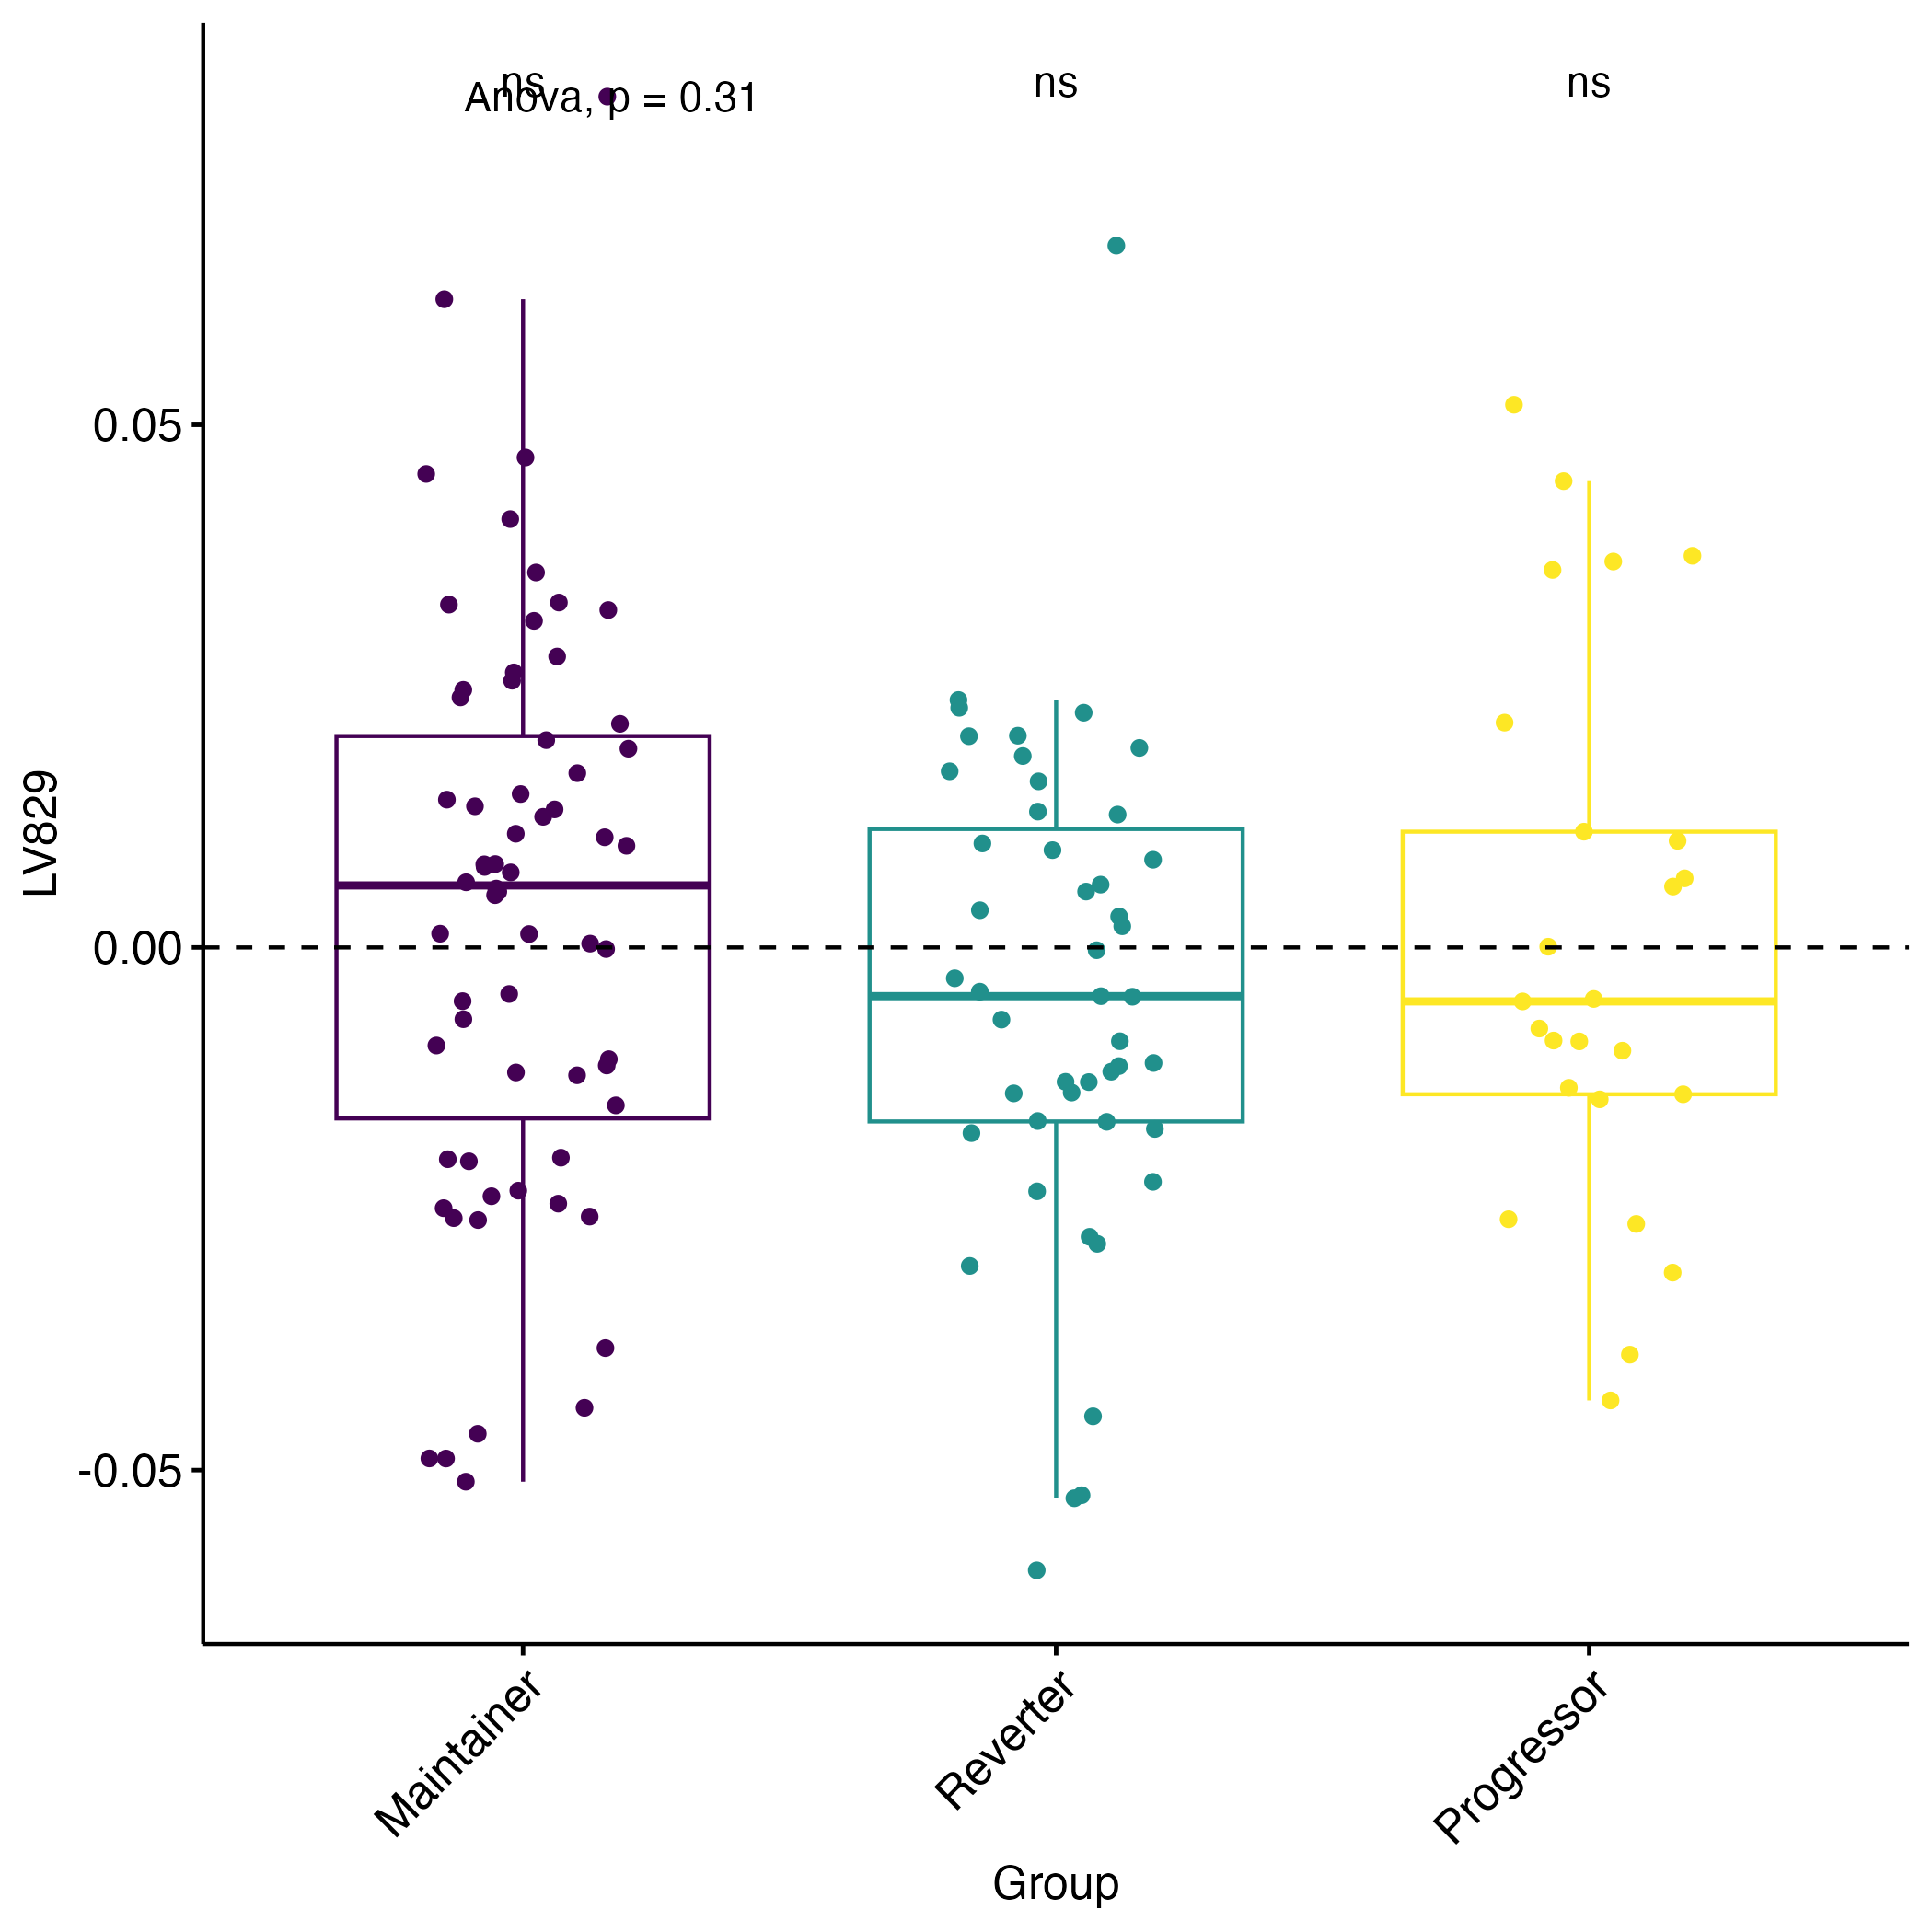 ns
ns
ns
Anova, p = 0.31
0.05
0.00
-0.05
LV829
Maintainer
Reverter
Progressor
Group